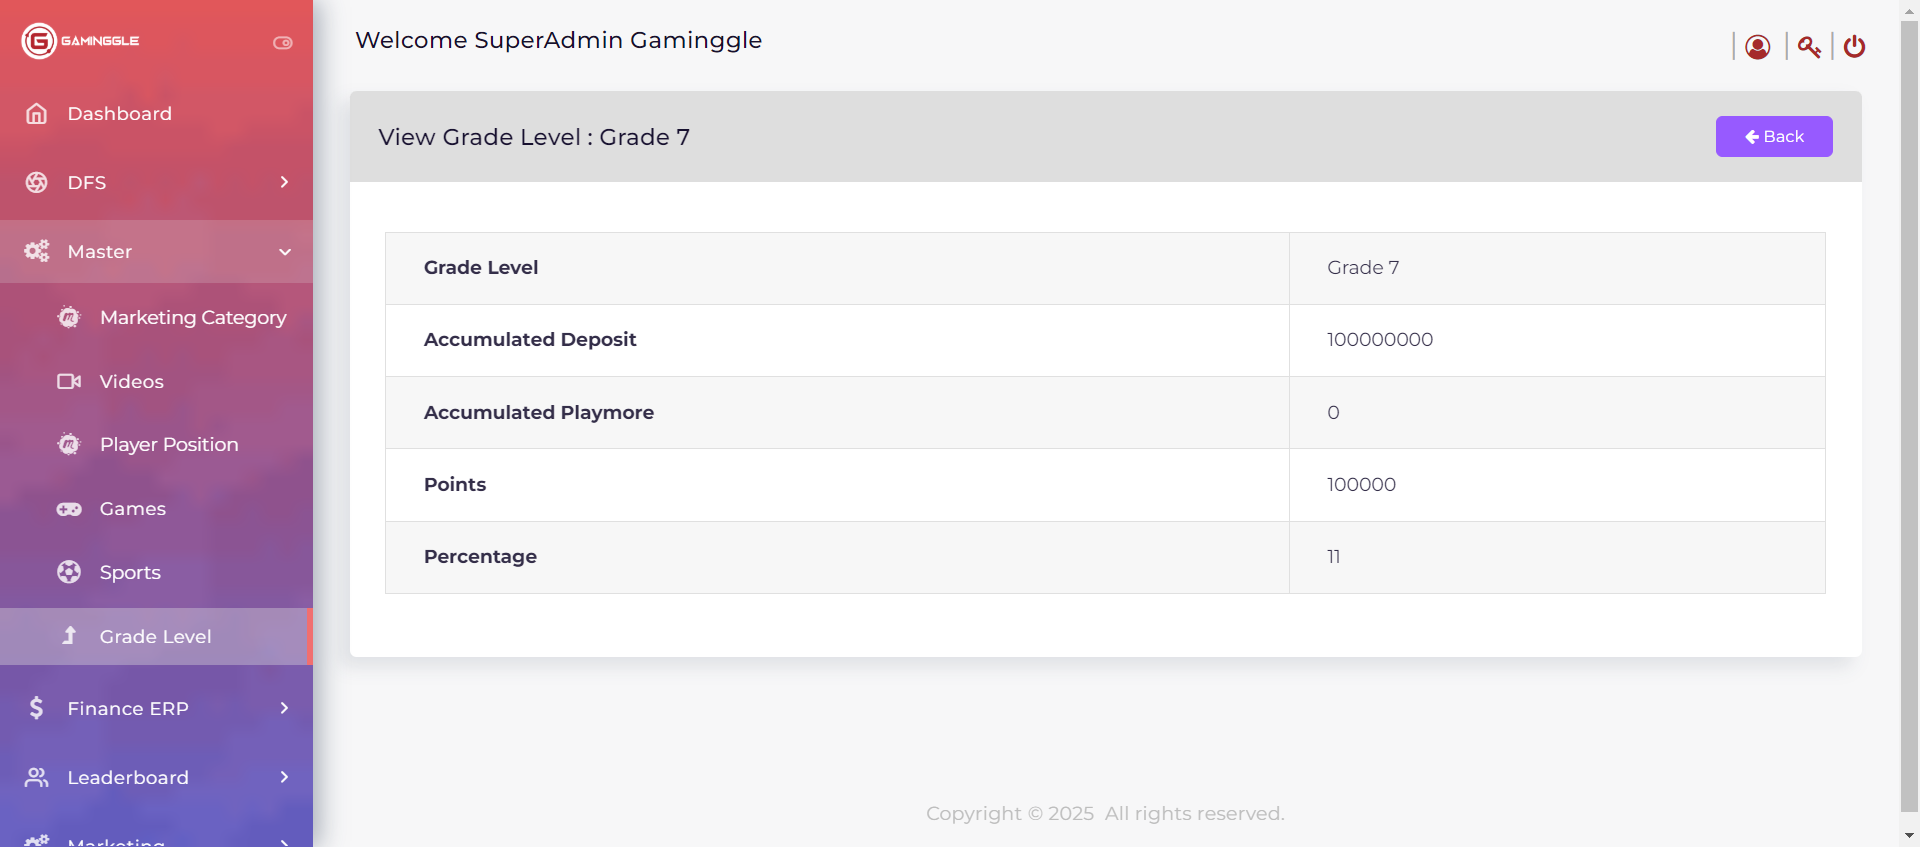 GAMINGGLE
Dashboard
DFS
Master
Marketing Category
Videos
Player Position
Games
Sports
Grade Level
Finance ERP
Leaderboard
Marketing
Welcome SuperAdmin Gaminggle
View Grade Level : Grade 7
Back
Grade Level Grade 7
Accumulated Deposit 100000000
Accumulated Playmore 0
Points 100000
Percentage 11
Copyright © 2025 All rights reserved.